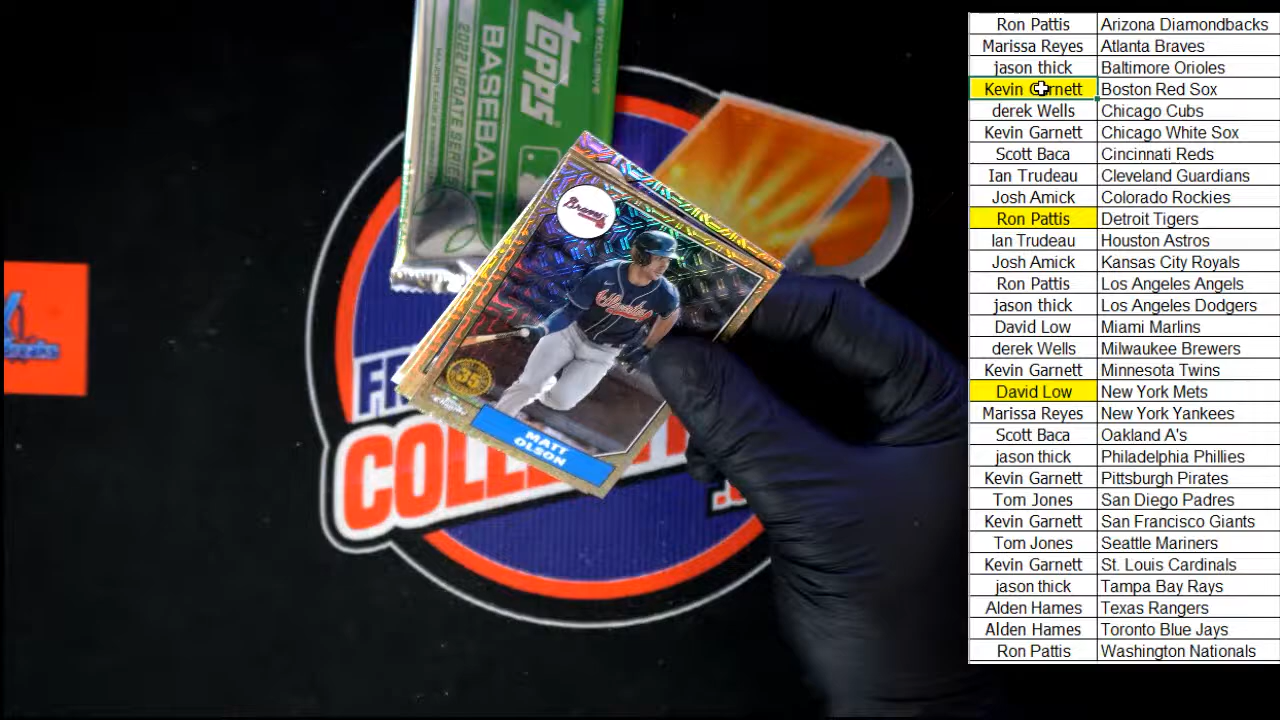 topps
BASEBALL
2022 UPDATE SERIES
Braves
35
MATT
OLSON
FR
COLLE
Ron Pattis Arizona Diamondbacks
Marissa Reyes Atlanta Braves
jason thick Baltimore Orioles
Kevin Garnett Boston Red Sox
derek Wells Chicago Cubs
Kevin Garnett Chicago White Sox
Scott Baca Cincinnati Reds
Ian Trudeau Cleveland Guardians
Josh Amick Colorado Rockies
Ron Pattis Detroit Tigers
Ian Trudeau Houston Astros
Josh Amick Kansas City Royals
Ron Pattis Los Angeles Angels
jason thick Los Angeles Dodgers
David Low Miami Marlins
derek Wells Milwaukee Brewers
Kevin Garnett Minnesota Twins
David Low New York Mets
Marissa Reyes New York Yankees
Scott Baca Oakland A's
jason thick Philadelphia Phillies
Kevin Garnett Pittsburgh Pirates
Tom Jones San Diego Padres
Kevin Garnett San Francisco Giants
Tom Jones Seattle Mariners
Kevin Garnett St. Louis Cardinals
jason thick Tampa Bay Rays
Alden Hames Texas Rangers
Alden Hames Toronto Blue Jays
Ron Pattis Washington Nationals